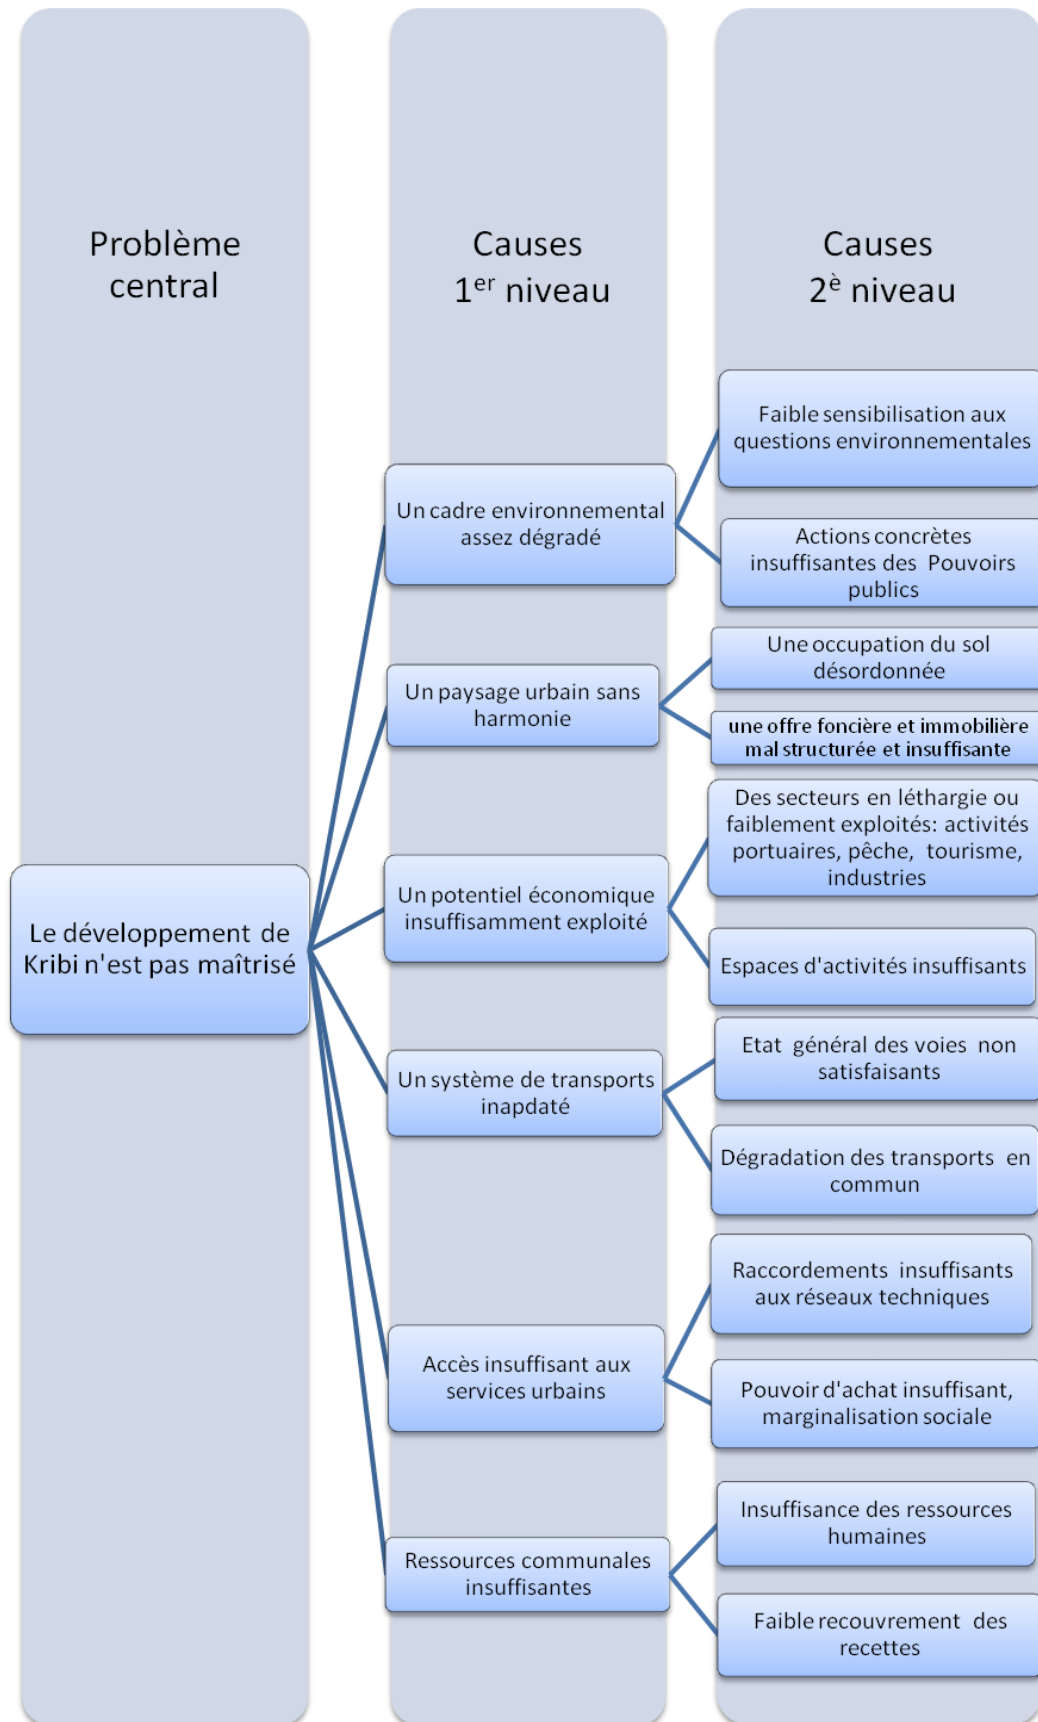 Problème
central
Causes
1er niveau
Causes
2è niveau
Faible sensibilisation aux
questions environnementales
Un cadre environnemental
assez dégradé
Actions concrètes
insuffisantes des Pouvoirs
publics
Une occupation du sol
désordonnée
Un paysage urbain sans
harmonie
une offre foncière et immobilière
mal structurée et insuffisante
Des secteurs en léthargie ou
faiblement exploités: activités
portuaires, pêche, tourisme,
industries
Un potentiel économique
insuffisamment exploité
Le développement de
Kribi n'est pas maîtrisé
Espaces d'activités insuffisants
Etat général des voies non
satisfaisants
Un système de transports
inapdaté
Dégradation des transports en
commun
Raccordements insuffisants
aux réseaux techniques
Accès insuffisant aux
services urbains
Pouvoir d'achat insuffisant,
marginalisation sociale
Insuffisance des ressources
humaines
Ressources communales
insuffisantes
Faible recouvrement des
recettes